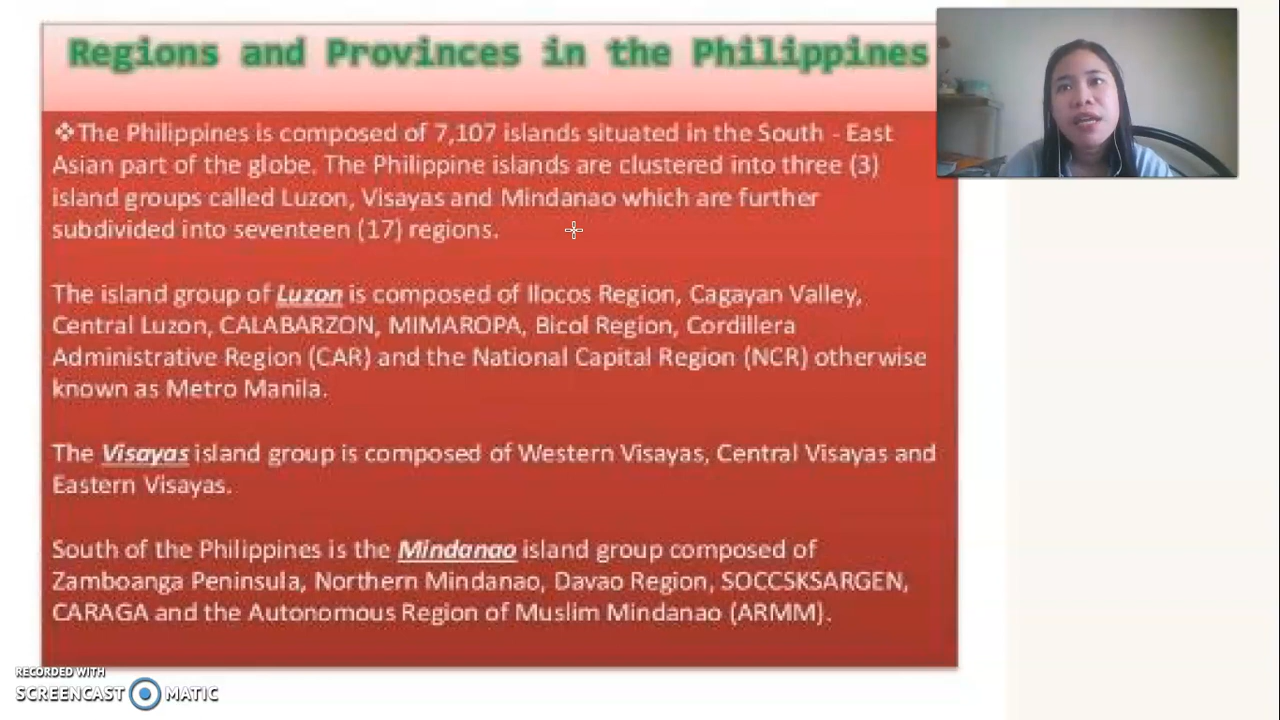 Regions and Provinces in the Philippines
❖The Philippines is composed of 7,107 islands situated in the South - East
Asian part of the globe. The Philippine islands are clustered into three (3)
island groups called Luzon, Visayas and Mindanao which are further
subdivided into seventeen (17) regions.
The island group of Luzon is composed of Ilocos Region, Cagayan Valley,
Central Luzon, CALABARZON, MIMAROPA, Bicol Region, Cordillera
Administrative Region (CAR) and the National Capital Region (NCR) otherwise
known as Metro Manila.
The Visayas island group is composed of Western Visayas, Central Visayas and
Eastern Visayas.
South of the Philippines is the Mindanao island group composed of
Zamboanga Peninsula, Northern Mindanao, Davao Region, SOCCSKSARGEN,
CARAGA and the Autonomous Region of Muslim Mindanao (ARMM).
RECORDED WITH
SCREENCAST MATIC